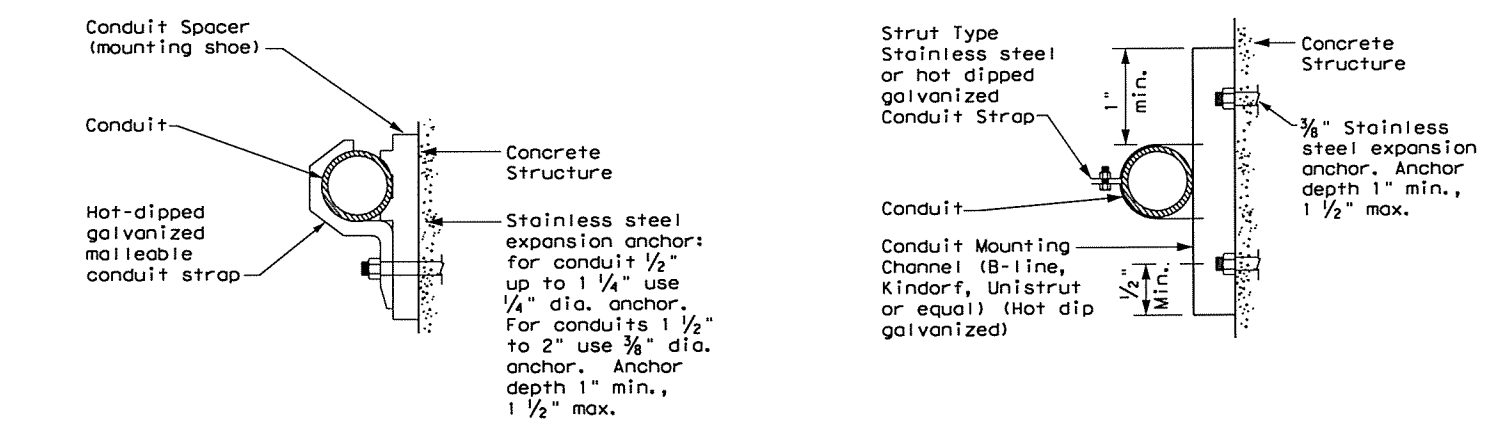 Conduit Spacer
(mounting shoe)
Conduit
Hot-dipped
galvanized
malleable
conduit strap
Concrete
Structure
Stainless steel
expansion anchor:
for conduit 1/2"
up to 1 1/4" use
1/4" dia. anchor.
For conduits 1 1/2"
to 2" use 3/8" dia.
anchor. Anchor
depth 1" min.,
1 1/2" max.
Strut Type
Stainless steel
or hot dipped
galvanized
Conduit Strap
1"
min.
Conduit
Conduit Mounting
Channel (B-line,
Kindorf, Unistrut
or equal) (Hot dip
galvanized)
1/2"
Min.
Concrete
Structure
3/8" Stainless
steel expansion
anchor. Anchor
depth 1" min.,
1 1/2" max.